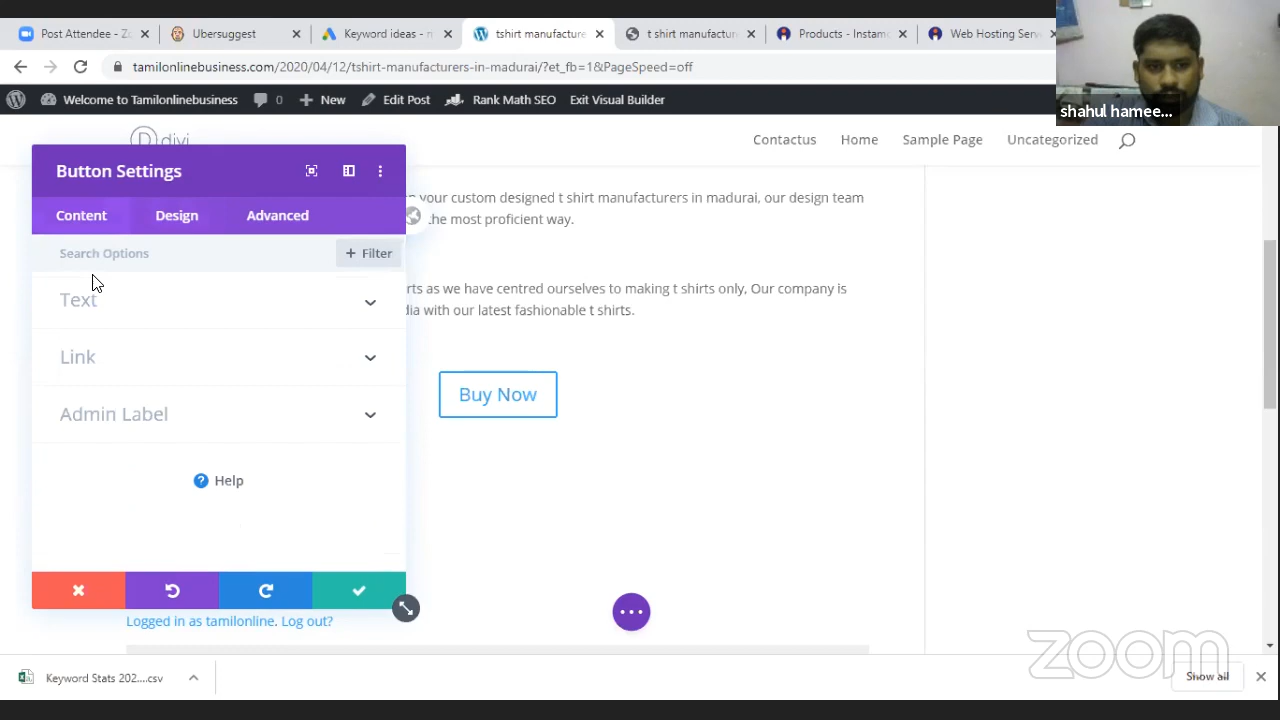 Post Attendee - Zo
Ubersuggest
Keyword ideas - n
tshirt manufacture
t shirt manufactur
Products - Instamo
Web Hosting Serv
tamilonlinebusiness.com/2020/04/12/tshirt-manufacturers-in-madurai/?et_fb=1&PageSpeed=off
Welcome to Tamilonlinebusiness
0
New
Edit Post
Rank Math SEO
Exit Visual Builder
shahul hamee...
divi
Contactus
Home
Sample Page
Uncategorized
Button Settings
Content
Design
Advanced
Search Options
+ Filter
Text
Link
Admin Label
Help
your custom designed t shirt manufacturers in madurai, our design team
the most proficient way.
rts as we have centred ourselves to making t shirts only, Our company is
dia with our latest fashionable t shirts.
Buy Now
Logged in as tamilonline. Log out?
zoom
Keyword Stats 202....csv
Show all